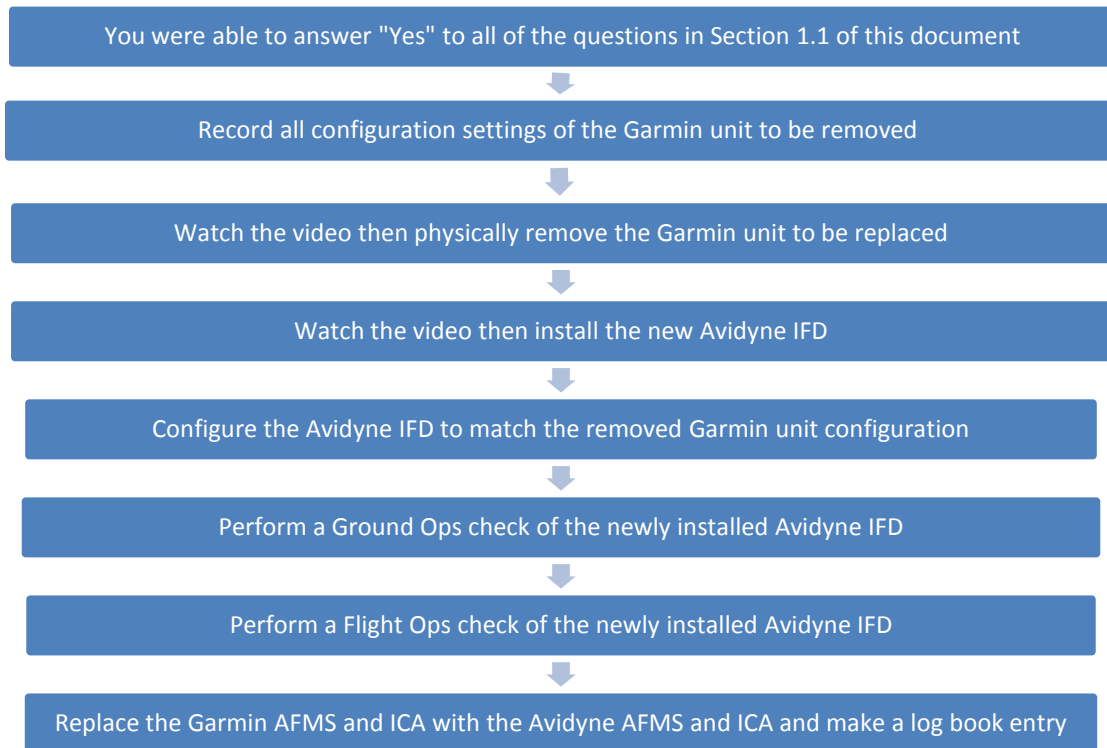 You were able to answer "Yes" to all of the questions in Section 1.1 of this document
Record all configuration settings of the Garmin unit to be removed
Watch the video then physically remove the Garmin unit to be replaced
Watch the video then install the new Avidyne IFD
Configure the Avidyne IFD to match the removed Garmin unit configuration
Perform a Ground Ops check of the newly installed Avidyne IFD
Perform a Flight Ops check of the newly installed Avidyne IFD
Replace the Garmin AFMS and ICA with the Avidyne AFMS and ICA and make a log book entry